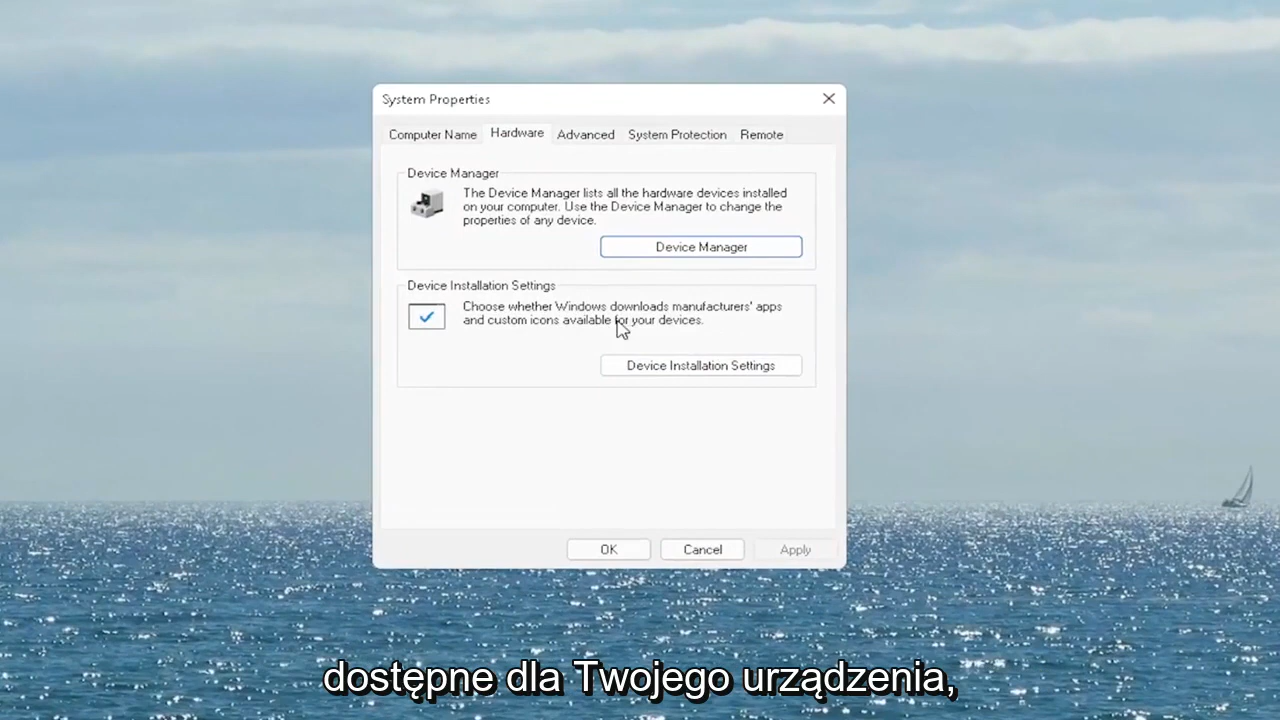 System Properties
Computer Name Hardware Advanced System Protection Remote
Device Manager
The Device Manager lists all the hardware devices installed
on your computer. Use the Device Manager to change the
properties of any device.
Device Manager
Device Installation Settings
Choose whether Windows downloads manufacturers' apps
and custom icons available for your devices.
Device Installation Settings
OK Cancel Apply
dostępne dla Twojego urządzenia,